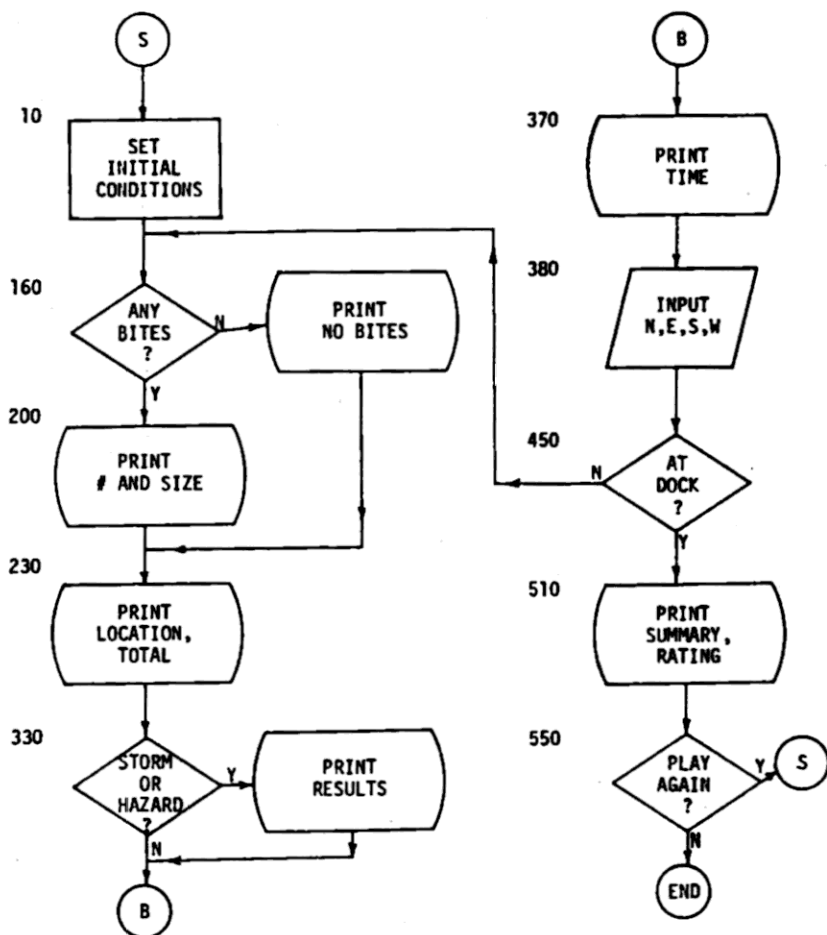 S
10
SET
INITIAL
CONDITIONS
160
ANY
BITES
?
N
PRINT
NO BITES
Y
200
PRINT
# AND SIZE
230
PRINT
LOCATION,
TOTAL
330
STORM
OR
HAZARD
?
Y
PRINT
RESULTS
N
B
B
370
PRINT
TIME
380
INPUT
N,E,S,W
450
N
AT
DOCK
?
Y
510
PRINT
SUMMARY,
RATING
550
PLAY
AGAIN
?
Y
S
N
END